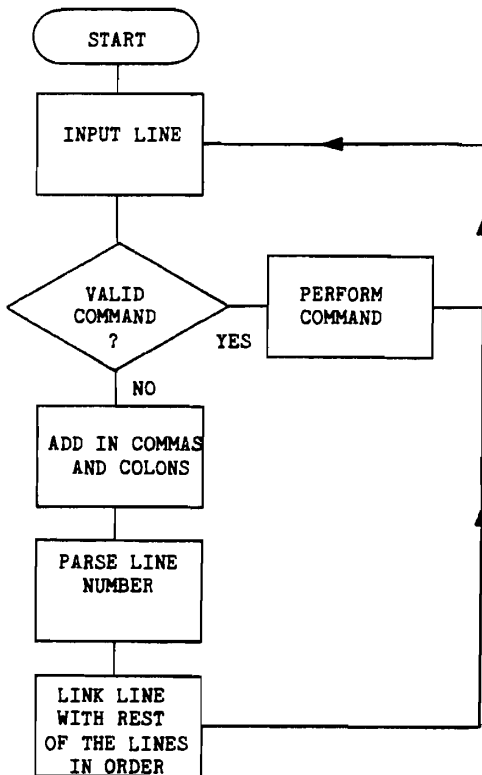 START
INPUT LINE
VALID
COMMAND
?
YES
PERFORM
COMMAND
NO
ADD IN COMMAS
AND COLONS
PARSE LINE
NUMBER
LINK LINE
WITH REST
OF THE LINES
IN ORDER